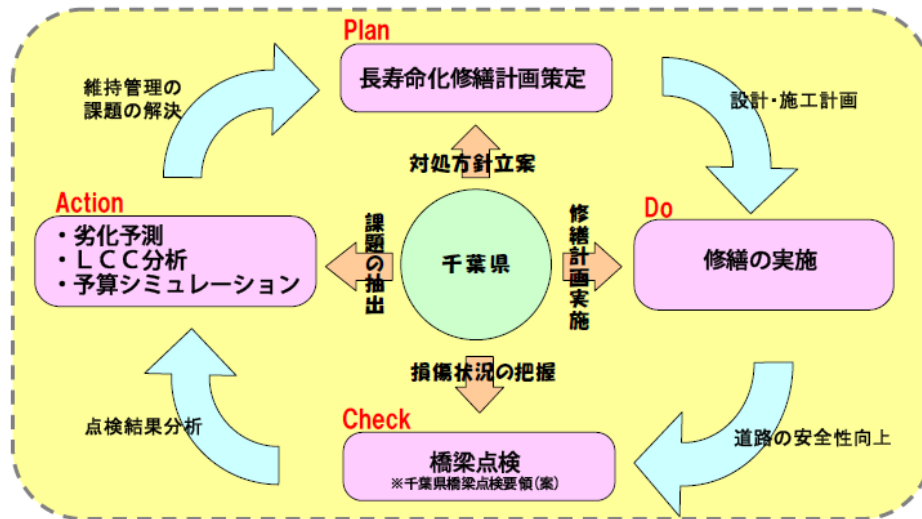 Plan
長寿命化修繕計画策定
維持管理の
課題の解決
設計・施工計画
対処方針立案
Action
・劣化予測
・ＬＣＣ分析
・予算シミュレーション
課題の抽出
千葉県
修繕計画実施
Do
修繕の実施
損傷状況の把握
点検結果分析
Check
橋梁点検
※千葉県橋梁点検要領(案)
道路の安全性向上